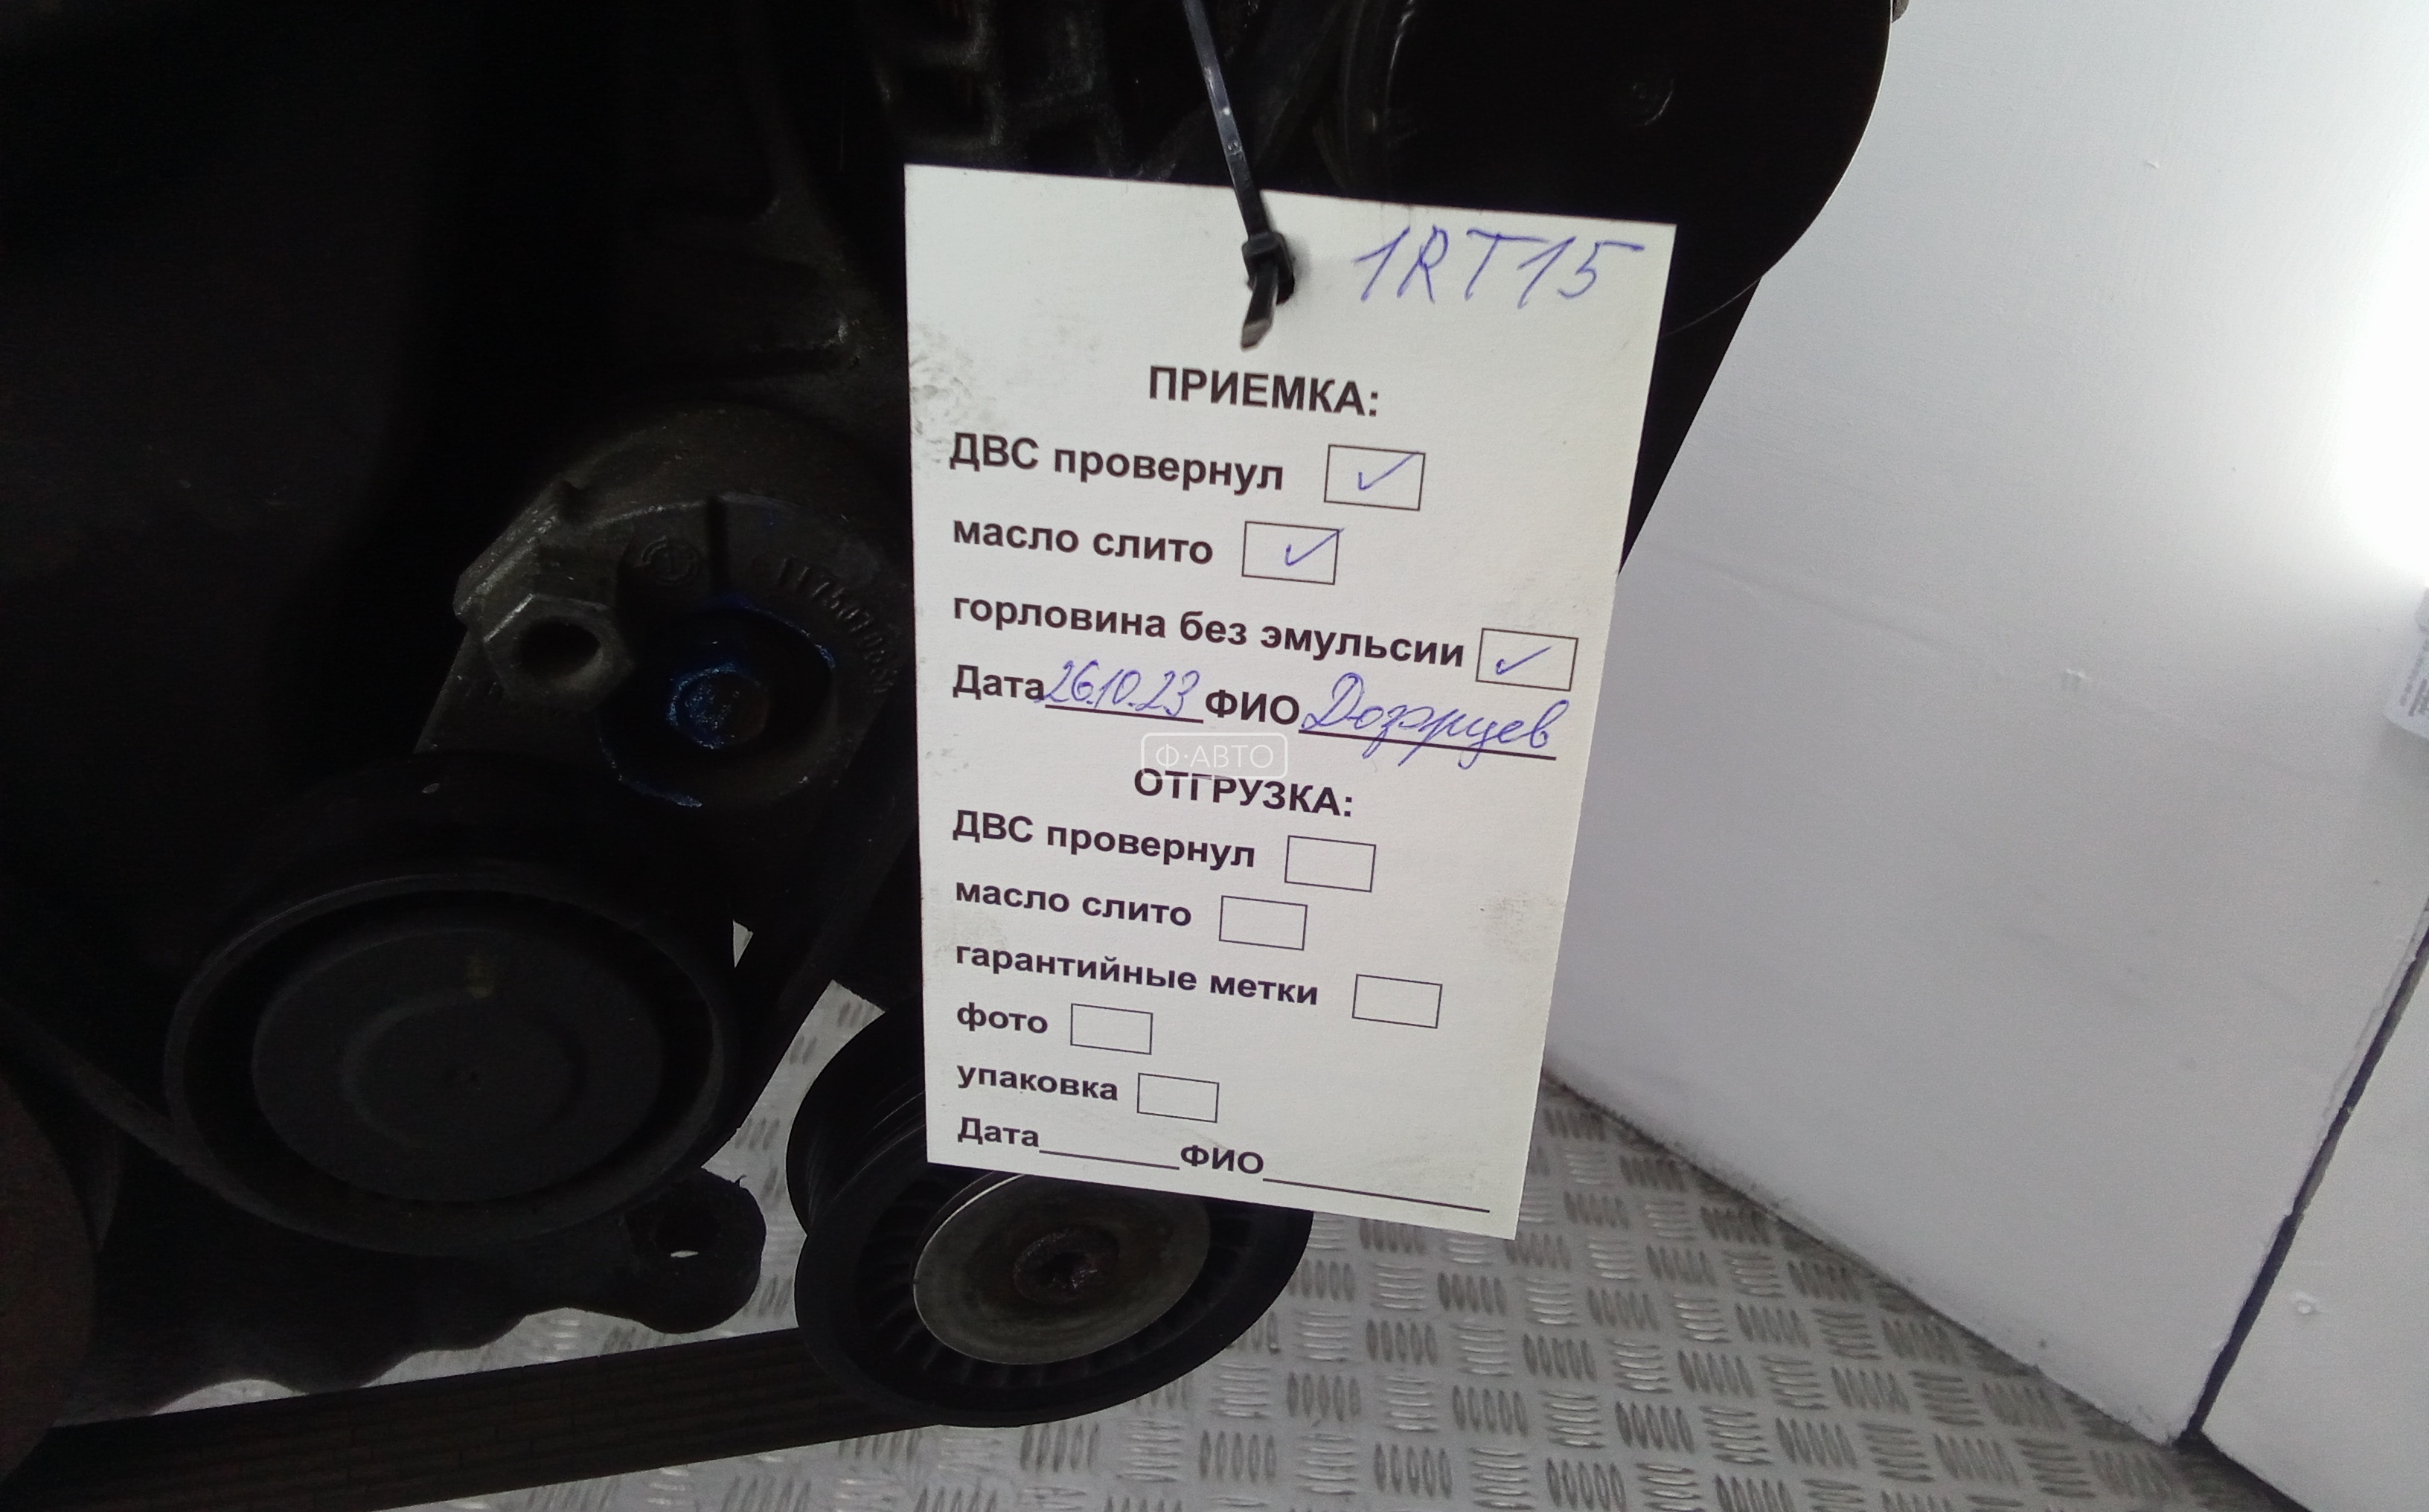 1RT15
ПРИЕМКА:
ДВС провернул
масло слито
горловина без эмульсии
Дата 26.10.23 ФИО
Ф·АВТО
ОТГРУЗКА:
ДВС провернул
масло слито
гарантийные метки
фото
упаковка
Дата ФИО